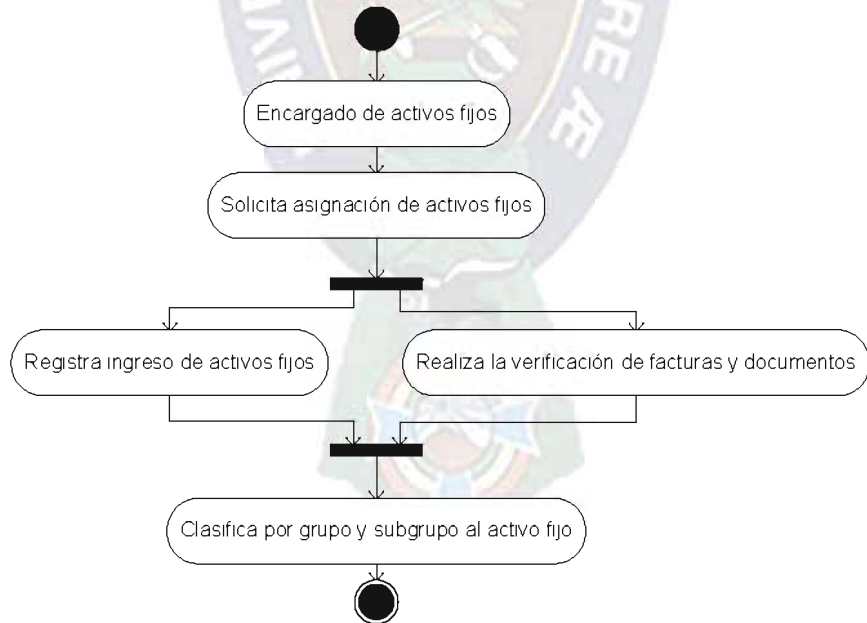 Encargado de activos fijos
Solicita asignación de activos fijos
Registra ingreso de activos fijos
Realiza la verificación de facturas y documentos
Clasifica por grupo y subgrupo al activo fijo